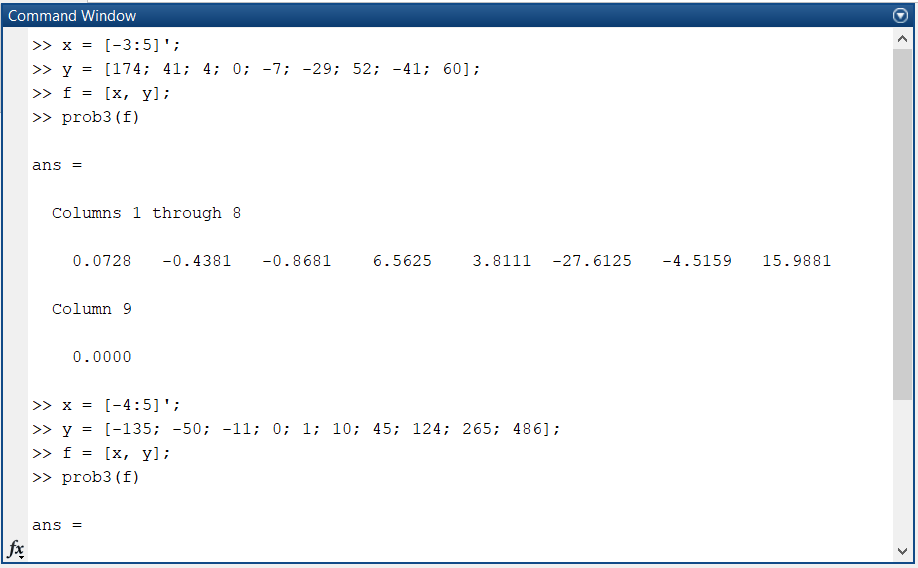 Command Window
>> x = [-3:5]';
>> y = [174; 41; 4; 0; -7; -29; 52; -41; 60];
>> f = [x, y];
>> prob3(f)
ans =
Columns 1 through 8
0.0728 -0.4381 -0.8681 6.5625 3.8111 -27.6125 -4.5159 15.9881
Column 9
0.0000
>> x = [-4:5]';
>> y = [-135; -50; -11; 0; 1; 10; 45; 124; 265; 486];
>> f = [x, y];
>> prob3(f)
ans =
fx